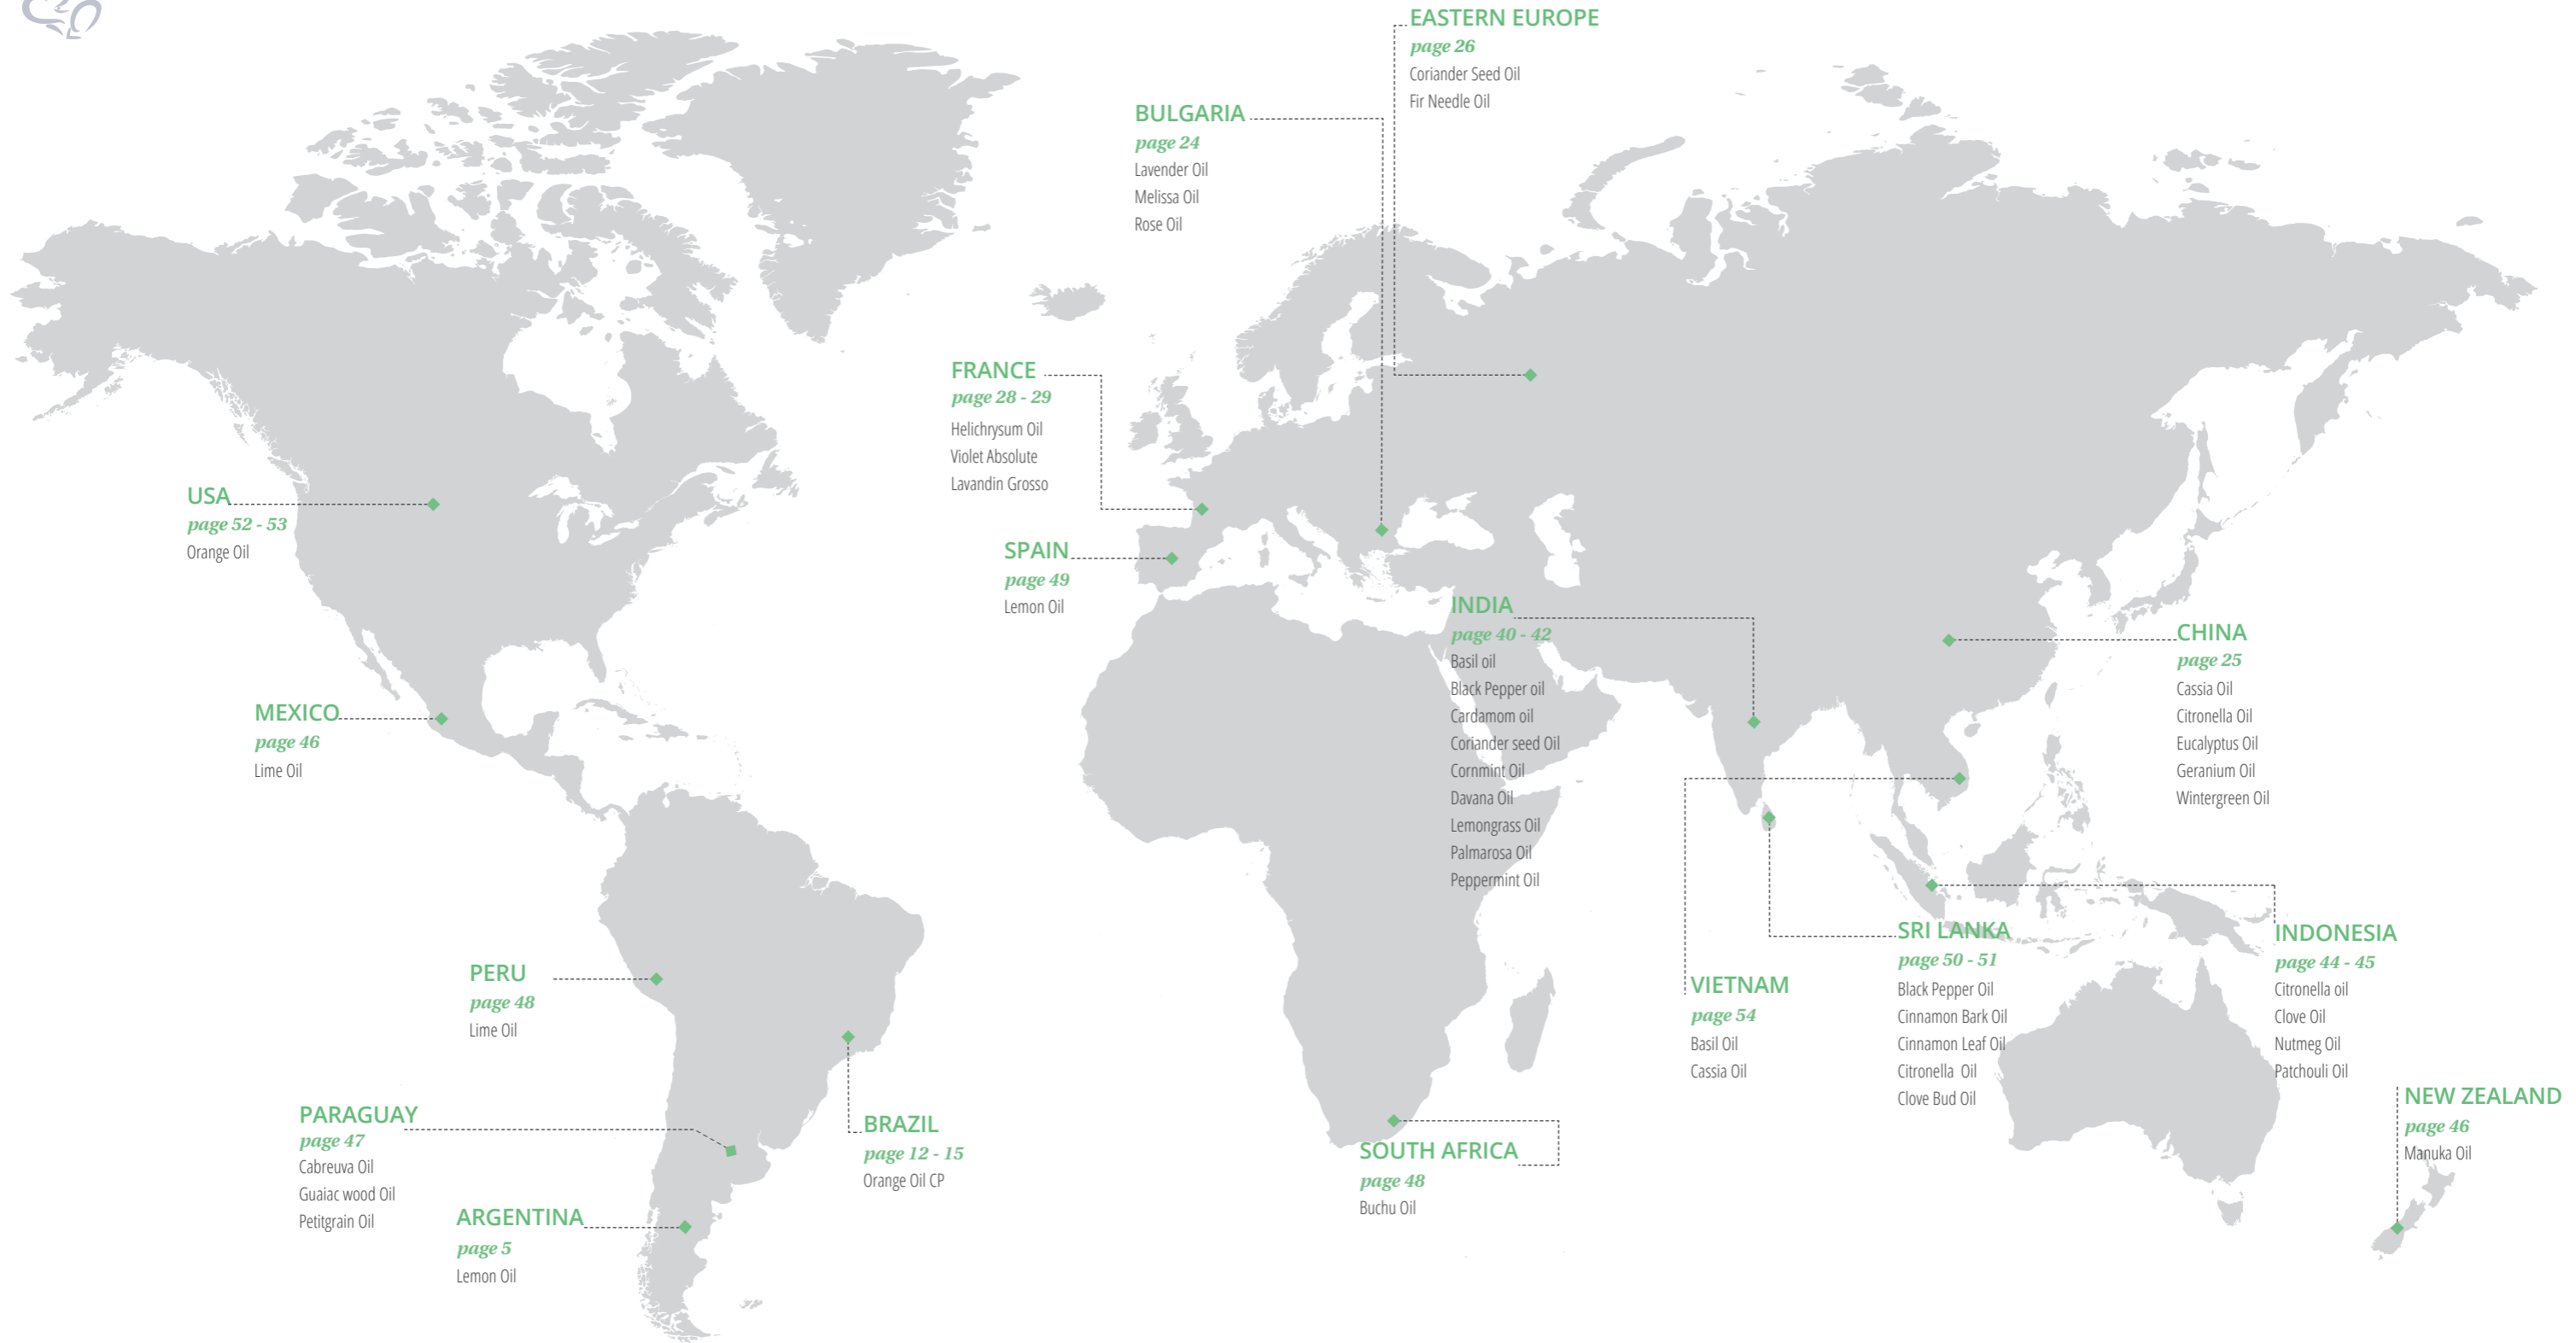 EASTERN EUROPE
page 26
Coriander Seed Oil
Fir Needle Oil
BULGARIA
page 24
Lavender Oil
Melissa Oil
Rose Oil
FRANCE
page 28 - 29
Helichrysum Oil
Violet Absolute
Lavandin Grosso
USA
page 52 - 53
Orange Oil
SPAIN
page 49
Lemon Oil
INDIA
page 40 - 42
Basil oil
Black Pepper oil
Cardamom oil
Coriander seed Oil
Cornmint Oil
Davana Oil
Lemongrass Oil
Palmarosa Oil
Peppermint Oil
CHINA
page 25
Cassia Oil
Citronella Oil
Eucalyptus Oil
Geranium Oil
Wintergreen Oil
MEXICO
page 46
Lime Oil
PERU
page 48
Lime Oil
SRI LANKA
page 50 - 51
Black Pepper Oil
Cinnamon Bark Oil
Cinnamon Leaf Oil
Citronella Oil
Clove Bud Oil
INDONESIA
page 44 - 45
Citronella oil
Clove Oil
Nutmeg Oil
Patchouli Oil
VIETNAM
page 54
Basil Oil
Cassia Oil
NEW ZEALAND
page 46
Manuka Oil
PARAGUAY
page 47
Cabreuva Oil
Guaiac wood Oil
Petitgrain Oil
BRAZIL
page 12 - 15
Orange Oil CP
SOUTH AFRICA
page 48
Buchu Oil
ARGENTINA
page 5
Lemon Oil